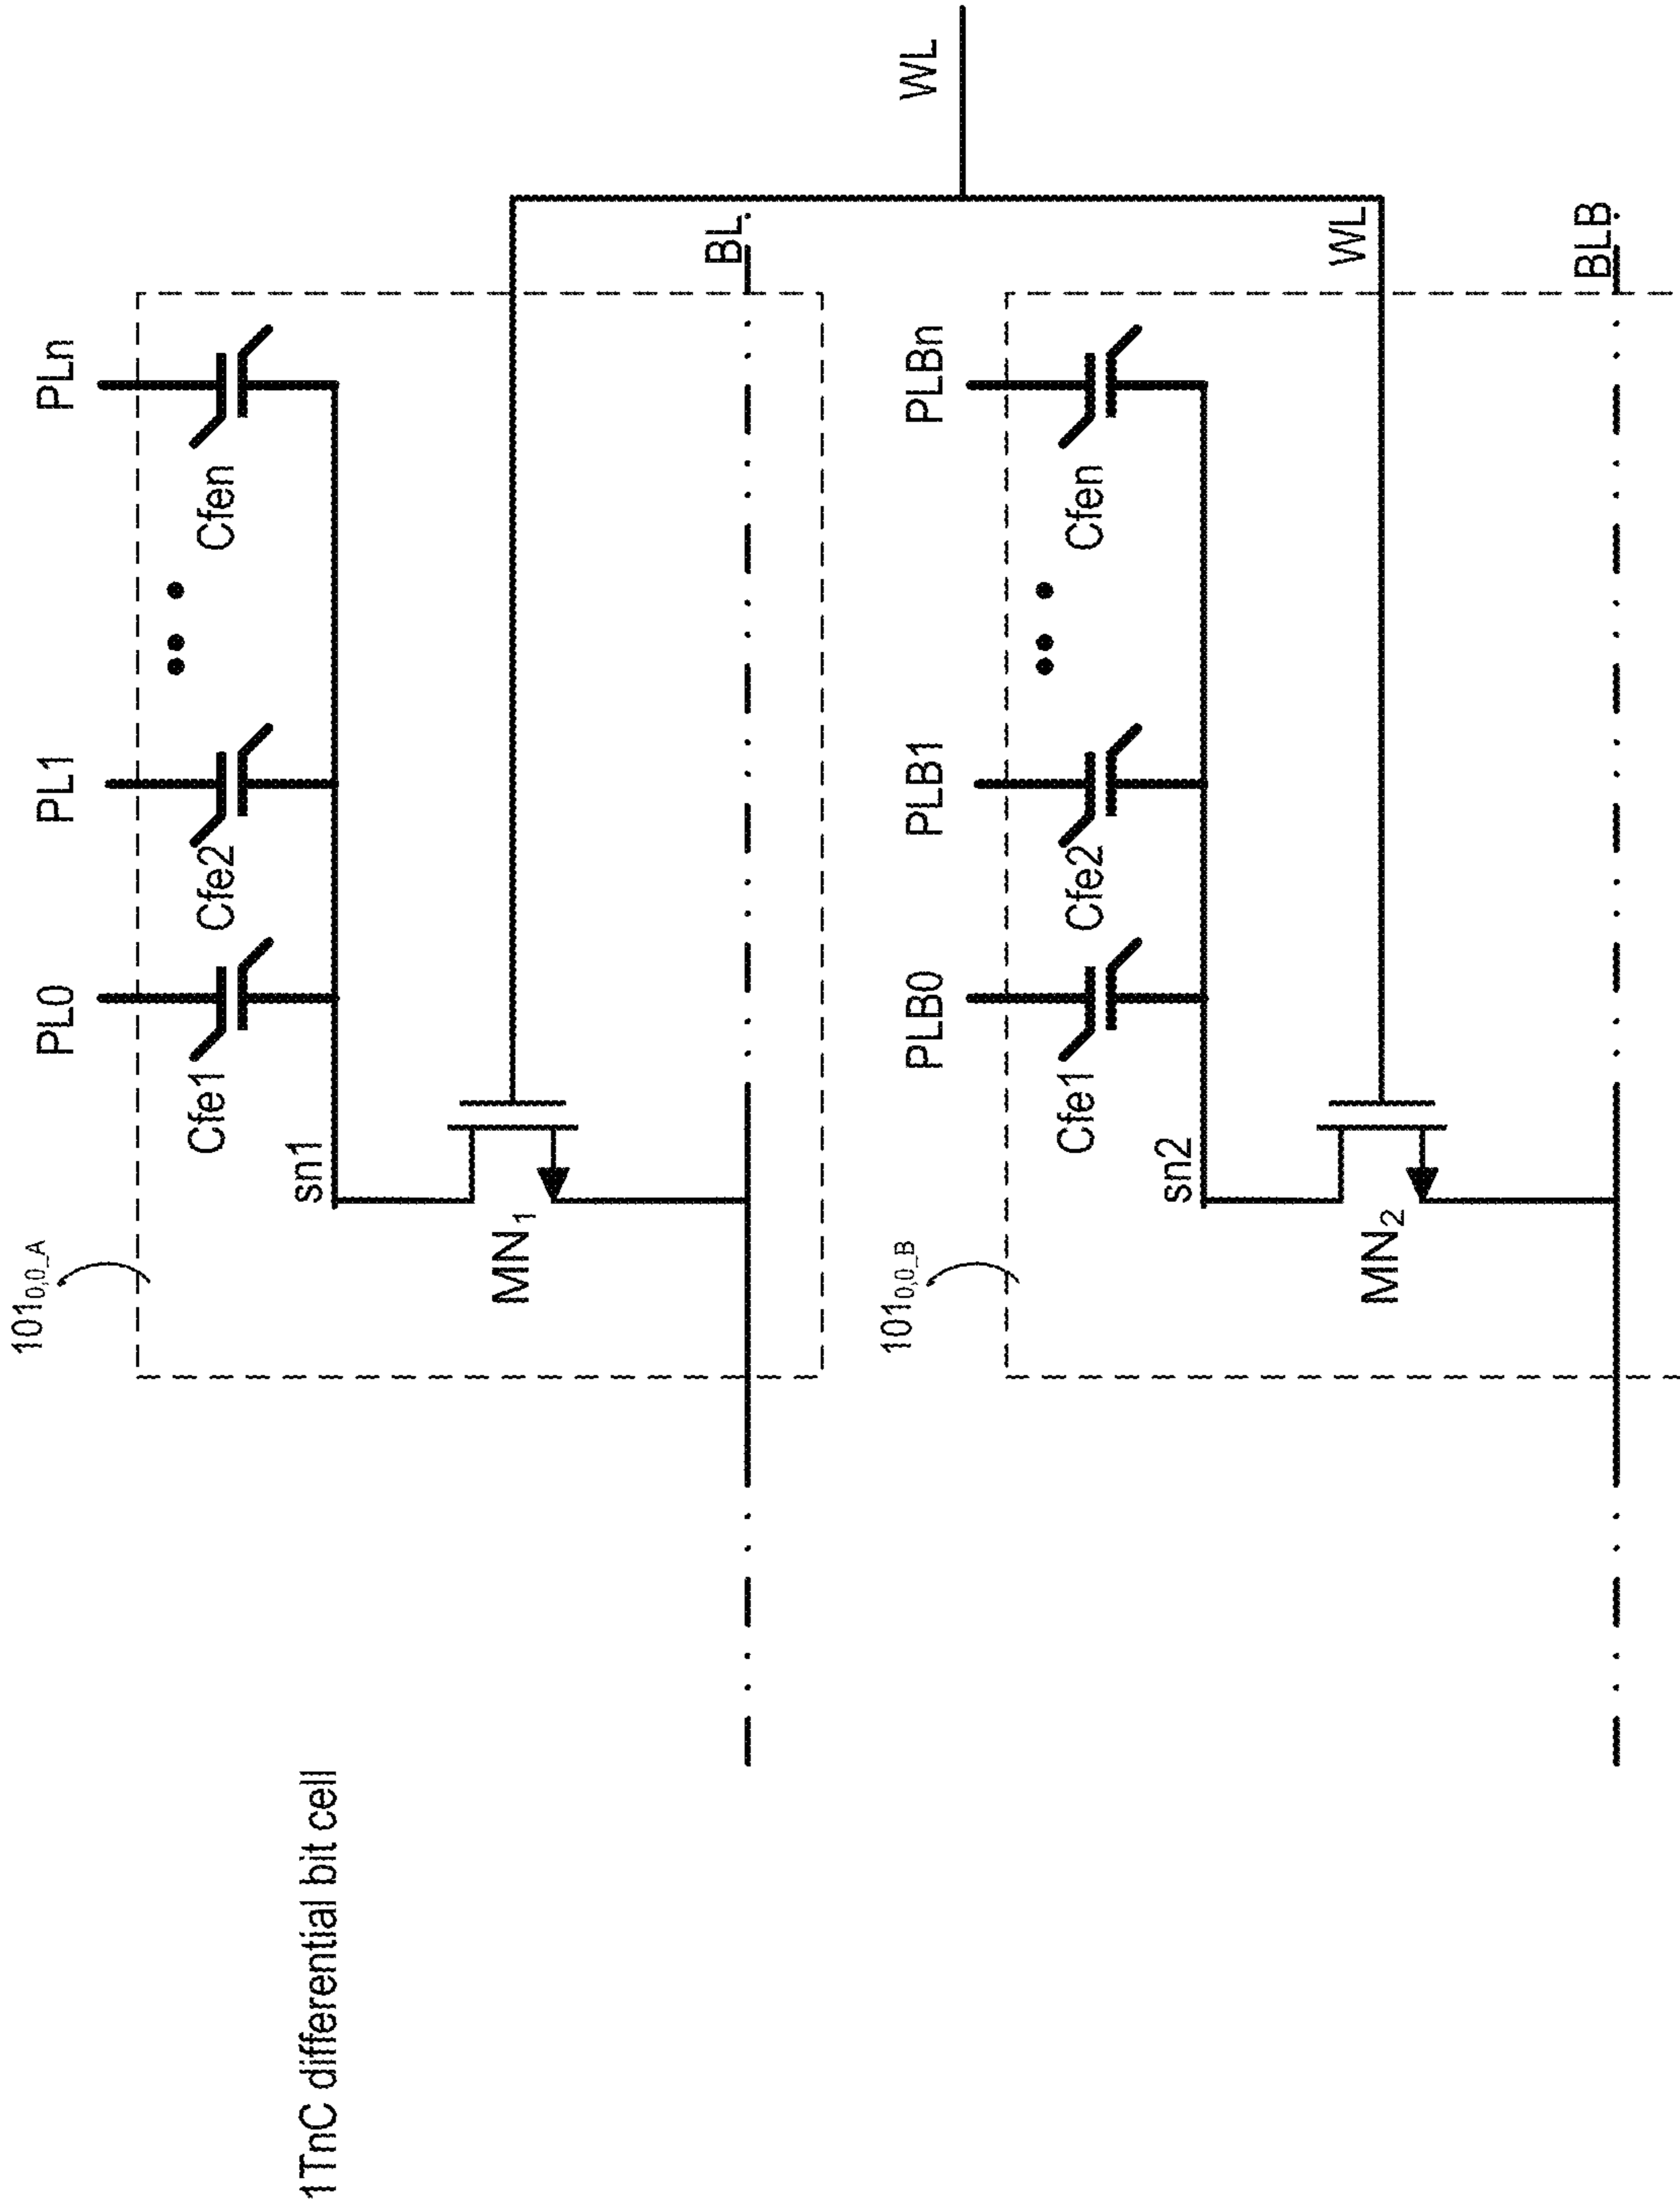 1TnC differential bit cell
101₀,₀_A
PL0
PL1
PLn
Cfe1
Cfe2
Cfen
sn1
MN₁
BL
WL
101₀,₀_B
PLB0
PLB1
PLBn
Cfe1
Cfe2
Cfen
sn2
WL
MN₂
BLB